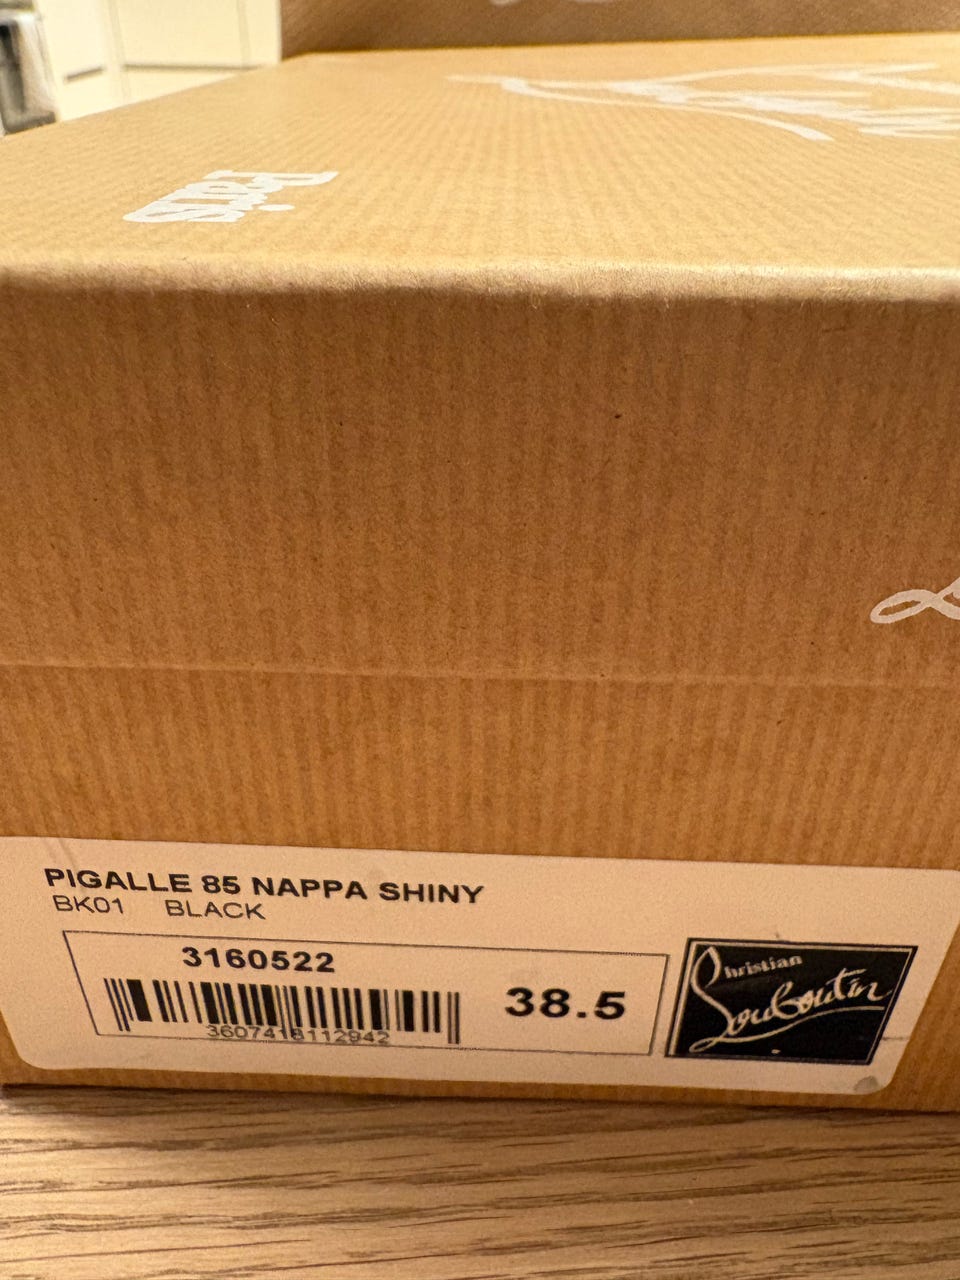 Paris
PIGALLE 85 NAPPA SHINY
BK01 BLACK
3160522
3607418112942
38.5
Christian
Louboutin